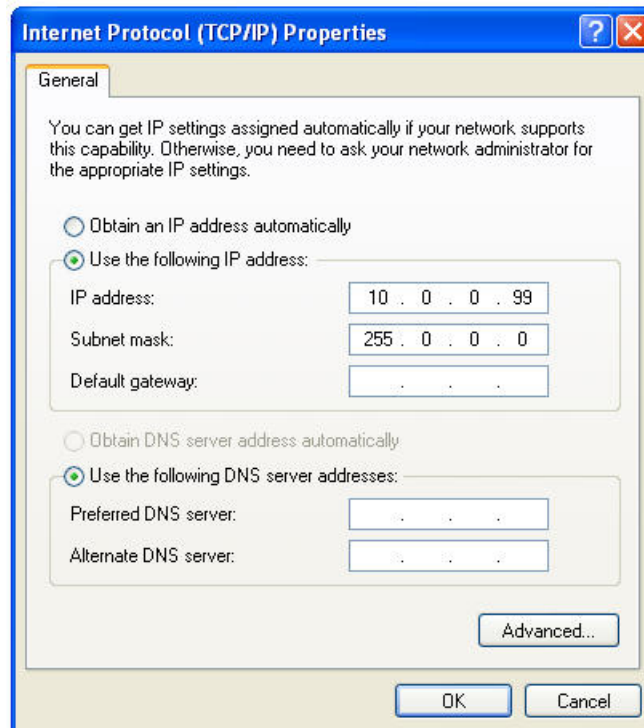 Internet Protocol (TCP/IP) Properties
General
You can get IP settings assigned automatically if your network supports
this capability. Otherwise, you need to ask your network administrator for
the appropriate IP settings.
Obtain an IP address automatically
Use the following IP address:
IP address: 10 . 0 . 0 . 99
Subnet mask: 255 . 0 . 0 . 0
Default gateway: . . .
Obtain DNS server address automatically
Use the following DNS server addresses:
Preferred DNS server: . . .
Alternate DNS server: . . .
Advanced...
OK Cancel